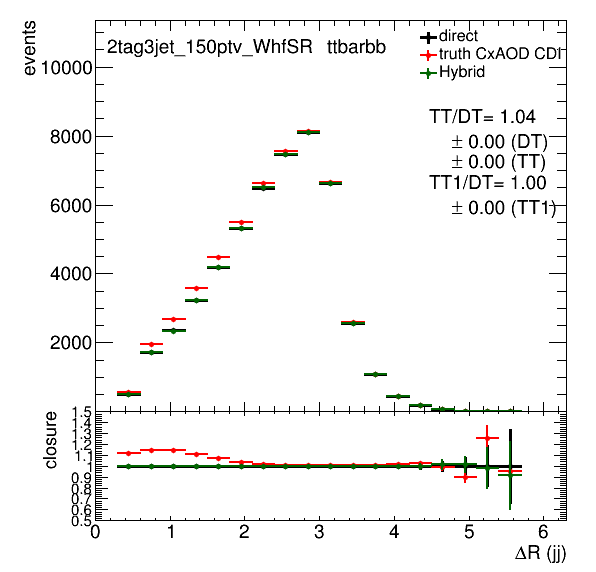 events
2tag3jet_150ptv_WhfSR ttbarbb
direct
truth CxAOD CDI
Hybrid
TT/DT= 1.04
± 0.00 (DT)
± 0.00 (TT)
TT1/DT= 1.00
± 0.00 (TT1)
10000
8000
6000
4000
2000
closure
1.5
1.4
1.3
1.2
1.1
1
0.9
0.8
0.7
0.6
0.5
0 1 2 3 4 5 6
ΔR (jj)